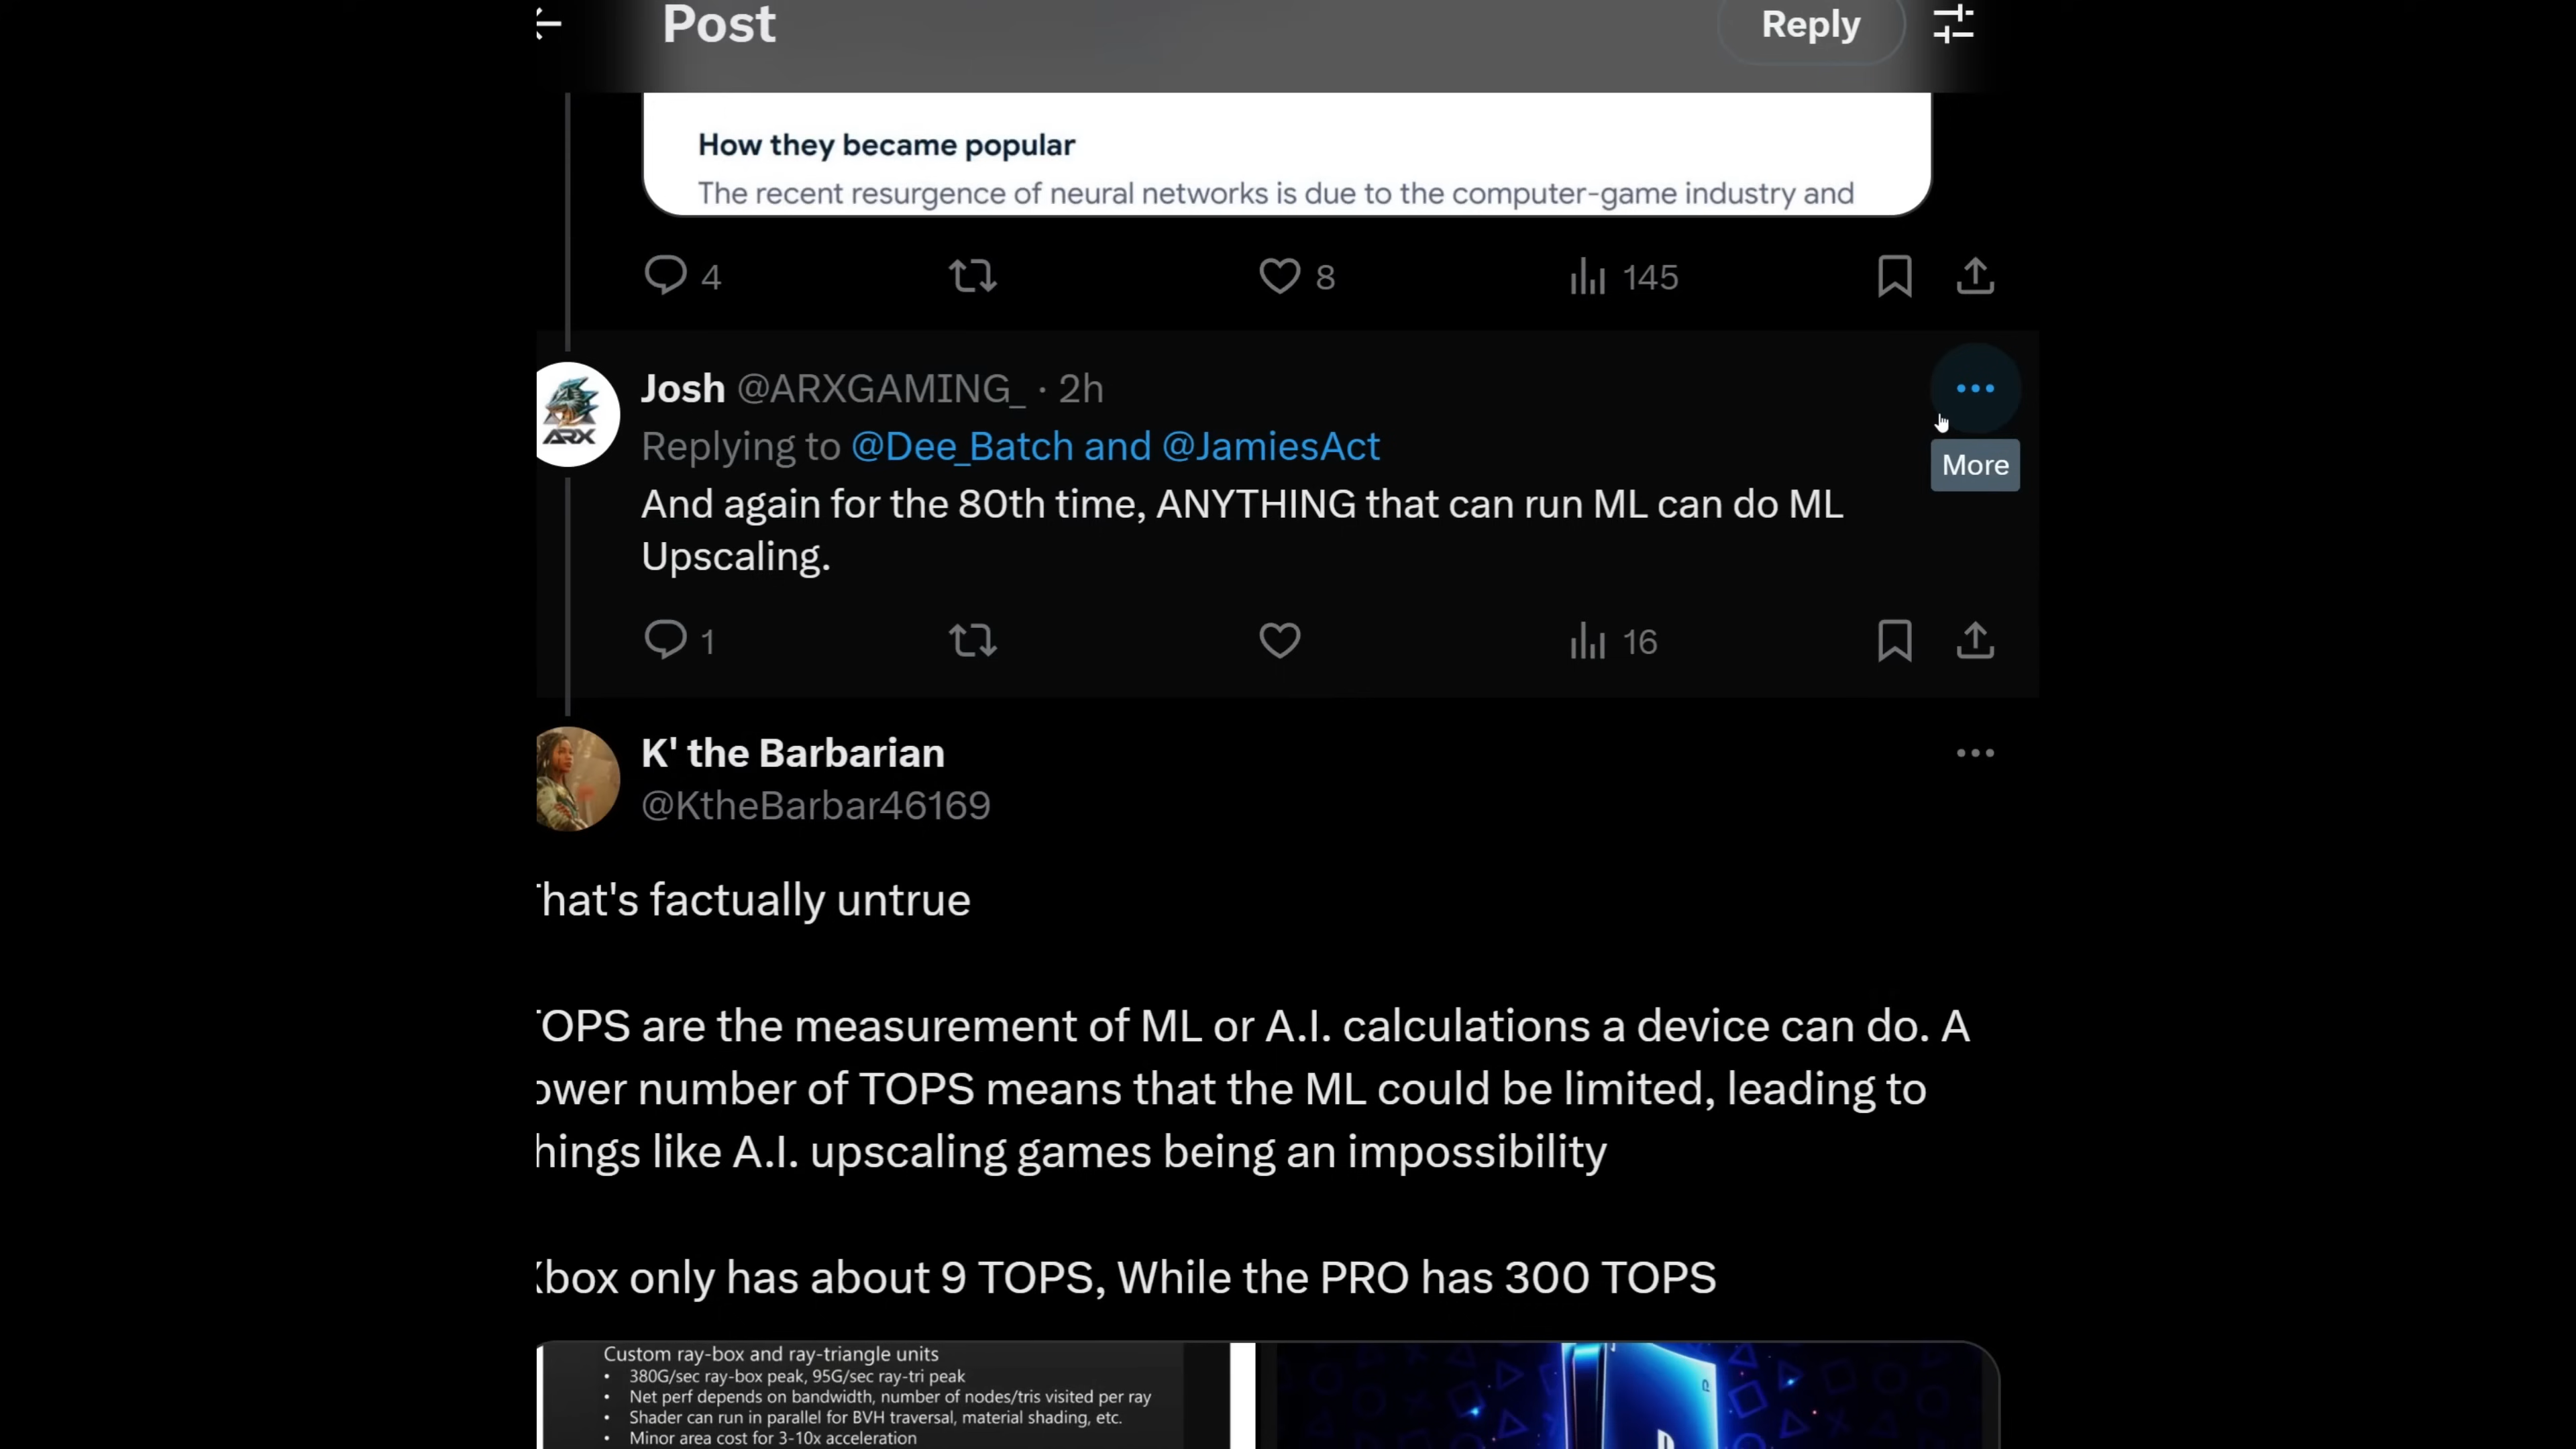 Post
Reply
How they became popular
The recent resurgence of neural networks is due to the computer-game industry and
4
8
145
Josh @ARXGAMING_ · 2h
Replying to @Dee_Batch and @JamiesAct
And again for the 80th time, ANYTHING that can run ML can do ML
Upscaling.
More
ARX
1
16
K' the Barbarian
@KtheBarbar46169
hat's factually untrue
OPS are the measurement of ML or A.I. calculations a device can do. A
ower number of TOPS means that the ML could be limited, leading to
hings like A.I. upscaling games being an impossibility
Xbox only has about 9 TOPS, While the PRO has 300 TOPS
Custom ray-box and ray-triangle units
• 380G/sec ray-box peak, 95G/sec ray-tri peak
• Net perf depends on bandwidth, number of nodes/tris visited per ray
• Shader can run in parallel for BVH traversal, material shading, etc.
• Minor area cost for 3-10x acceleration